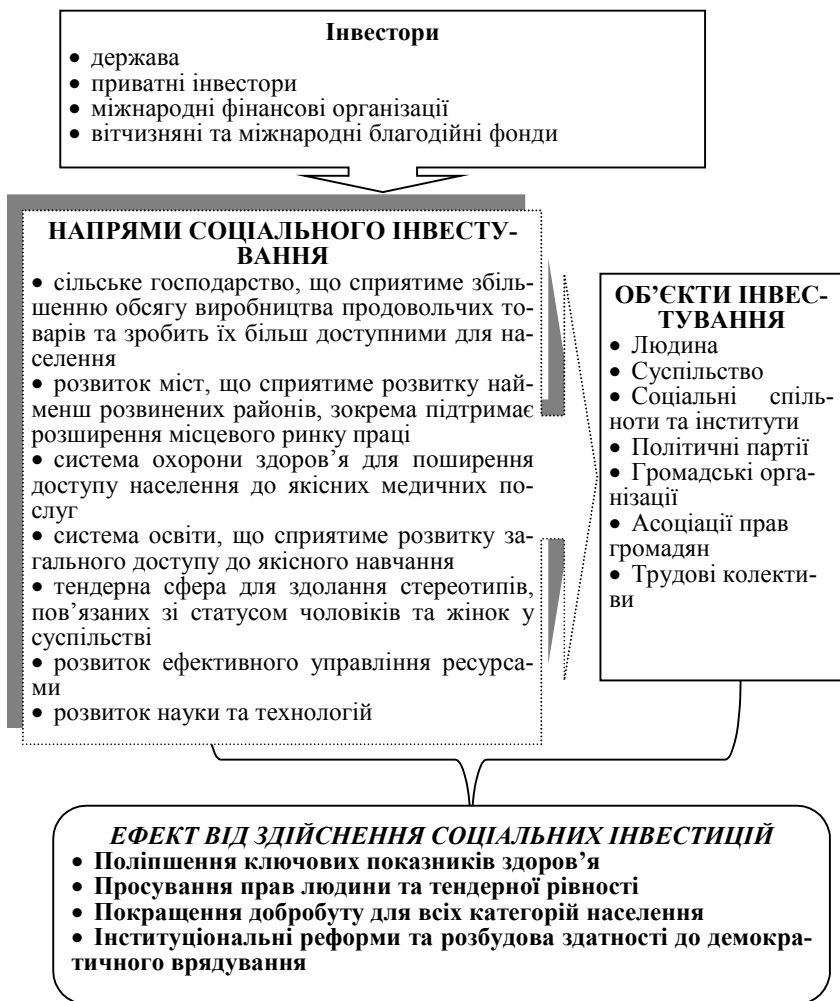 Інвестори
• держава
• приватні інвестори
• міжнародні фінансові організації
• вітчизняні та міжнародні благодійні фонди
НАПРЯМИ СОЦІАЛЬНОГО ІНВЕСТУ-
ВАННЯ
• сільське господарство, що сприятиме збіль-
шенню обсягу виробництва продовольчих то-
варів та зробить їх більш доступними для на-
селення
• розвиток міст, що сприятиме розвитку най-
менш розвинених районів, зокрема підтримає
розширення місцевого ринку праці
• система охорони здоров’я для поширення
доступу населення до якісних медичних по-
слуг
• система освіти, що сприятиме розвитку за-
гального доступу до якісного навчання
• тендерна сфера для здолання стереотипів,
пов’язаних зі статусом чоловіків та жінок у
суспільстві
• розвиток ефективного управління ресурса-
ми
• розвиток науки та технологій
ОБ’ЄКТИ ІНВЕС-
ТУВАННЯ
• Людина
• Суспільство
• Соціальні спіль-
ноти та інститути
• Політичні партії
• Громадські орга-
нізації
• Асоціації прав
громадян
• Трудові колекти-
ви
ЕФЕКТ ВІД ЗДІЙСНЕННЯ СОЦІАЛЬНИХ ІНВЕСТИЦІЙ
• Поліпшення ключових показників здоров’я
• Просування прав людини та тендерної рівності
• Покращення добробуту для всіх категорій населення
• Інституціональні реформи та розбудова здатності до демокра-
тичного врядування